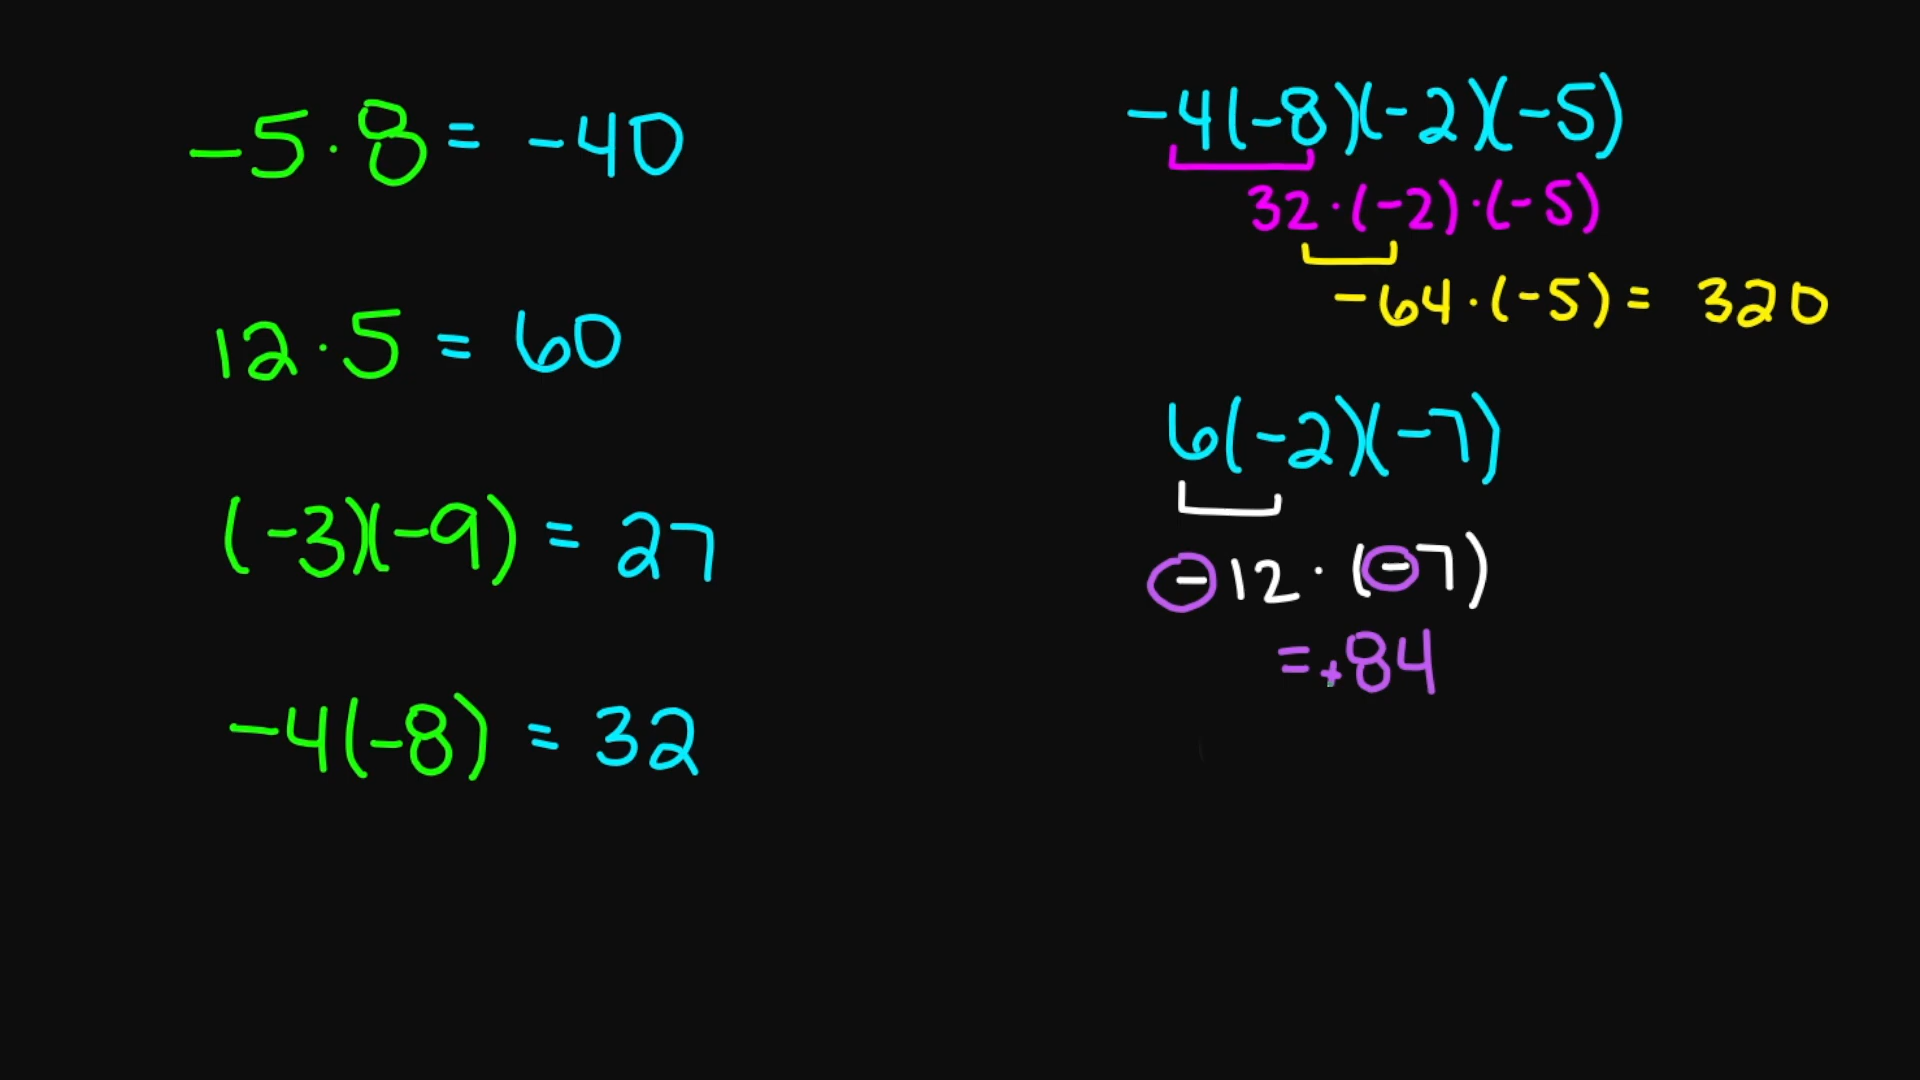 -5·8 = -40
12·5 = 60
(-3)(-9) = 27
-4(-8) = 32
-4(-8)(-2)(-5)
32·(-2)·(-5)
-64·(-5) = 320
6(-2)(-7)
-12·(-7)
=+84